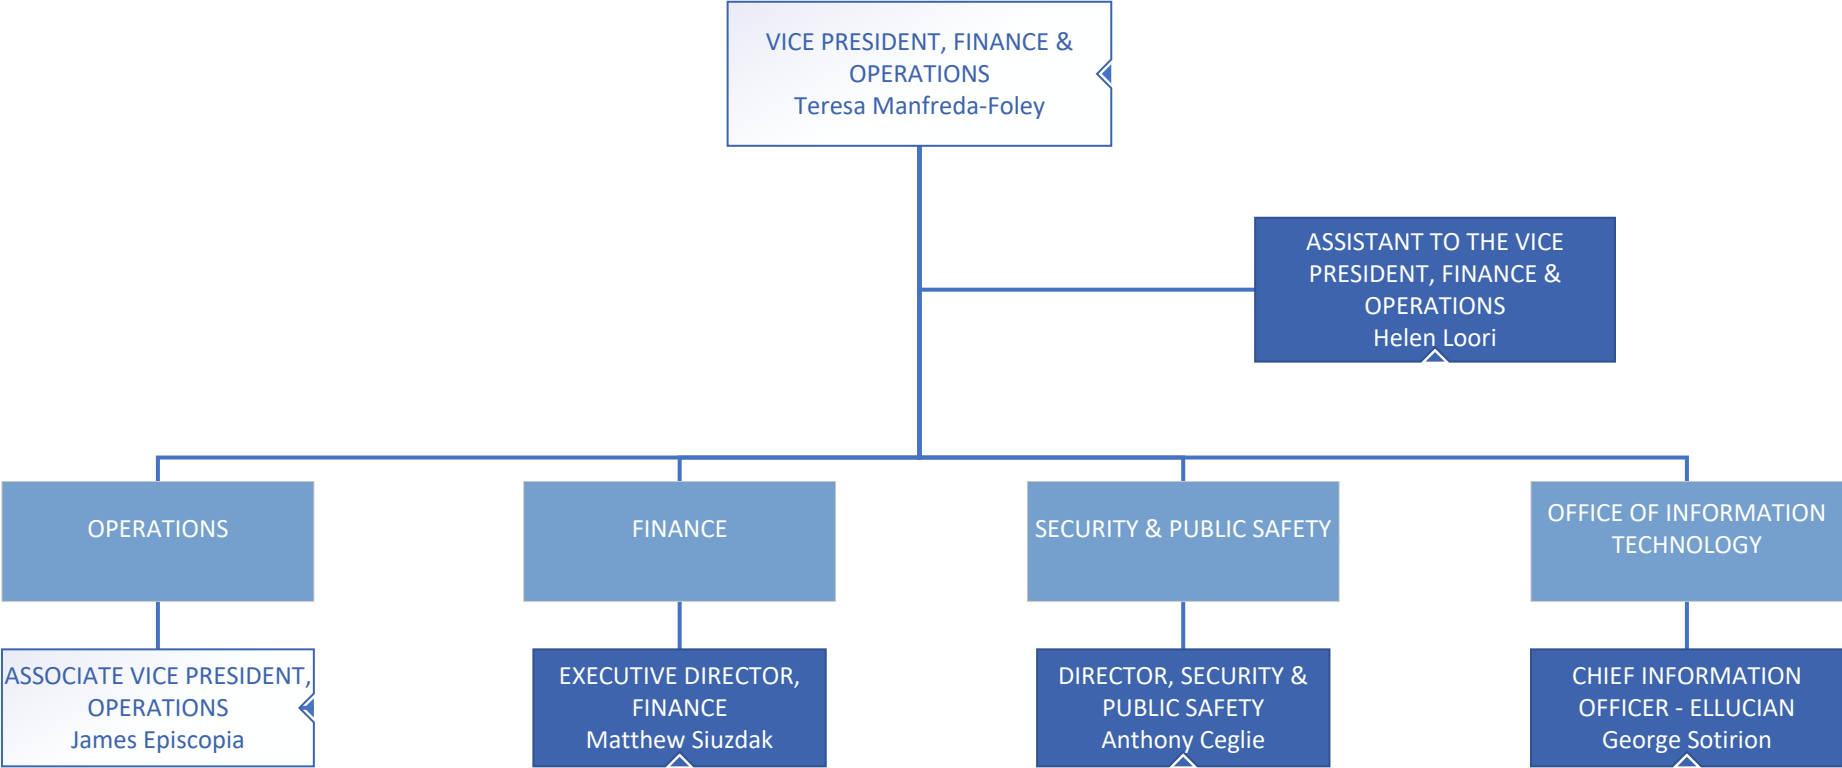 VICE PRESIDENT, FINANCE &
OPERATIONS
Teresa Manfreda-Foley
ASSISTANT TO THE VICE
PRESIDENT, FINANCE &
OPERATIONS
Helen Loori
OPERATIONS
FINANCE
SECURITY & PUBLIC SAFETY
OFFICE OF INFORMATION
TECHNOLOGY
ASSOCIATE VICE PRESIDENT,
OPERATIONS
James Episcopia
EXECUTIVE DIRECTOR,
FINANCE
Matthew Siuzdak
DIRECTOR, SECURITY &
PUBLIC SAFETY
Anthony Ceglie
CHIEF INFORMATION
OFFICER - ELLUCIAN
George Sotirion